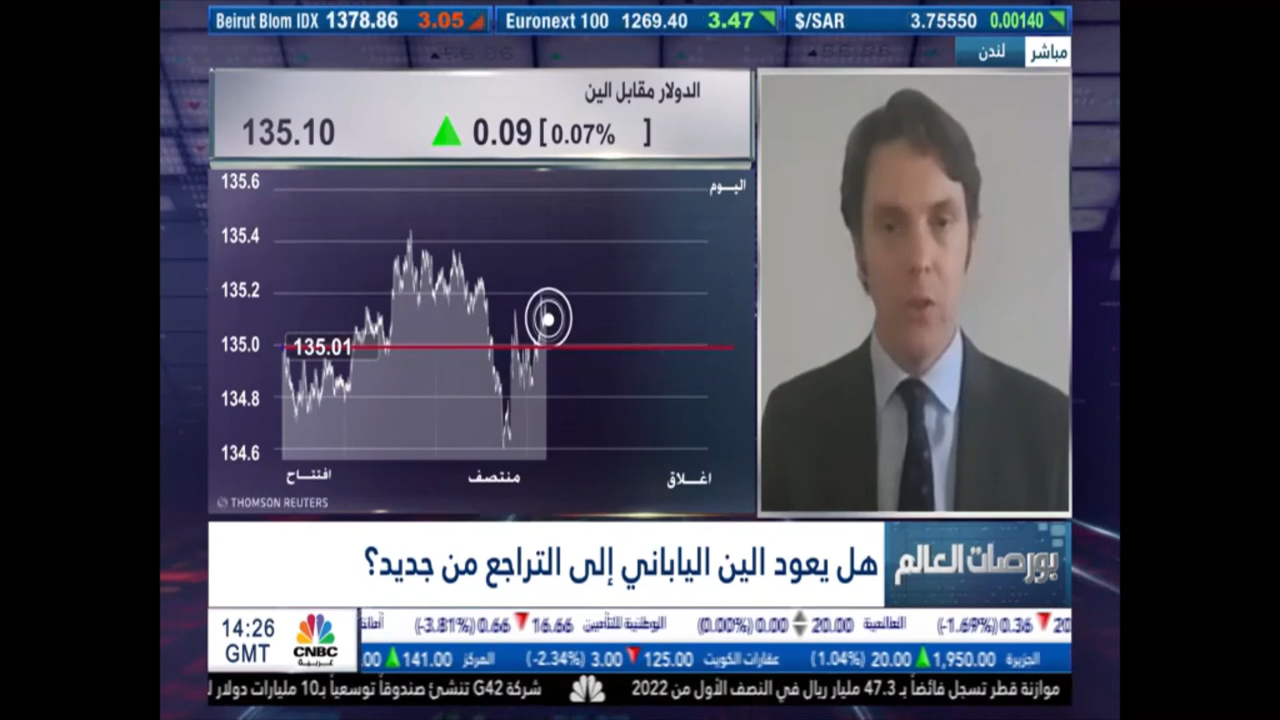 Beirut Blom IDX 1378.86 3.05 Euronext 100 1269.40 3.47 $/SAR 3.75550 0.00140
مباشر لندن
الدولار مقابل الين
135.10 0.09 [0.07% ]
اليوم
135.6
135.4
135.2
135.0
135.01
134.8
134.6
افتتاح منتصف اغلاق
THOMSON REUTERS
بورصات العالم
هل يعود الين الياباني إلى التراجع من جديد؟
14:26
GMT
CNBC
عربية
20 0.36 (-1.69%) العالمية 20.00 0.00 (0.00%) الوطنية للتأمين 16.66 0.66 (-3.81%)
الجزيرة 1,950.00 20.00 (1.04%) عقارات الكويت 125.00 3.00 (-2.34%) المركز 141.00 .00
موازنة قطر تسجل فائضاً بـ 47.3 مليار ريال في النصف الأول من 2022 شركة G42 تنشئ صندوقاً توسعياً بـ10 مليارات دولار